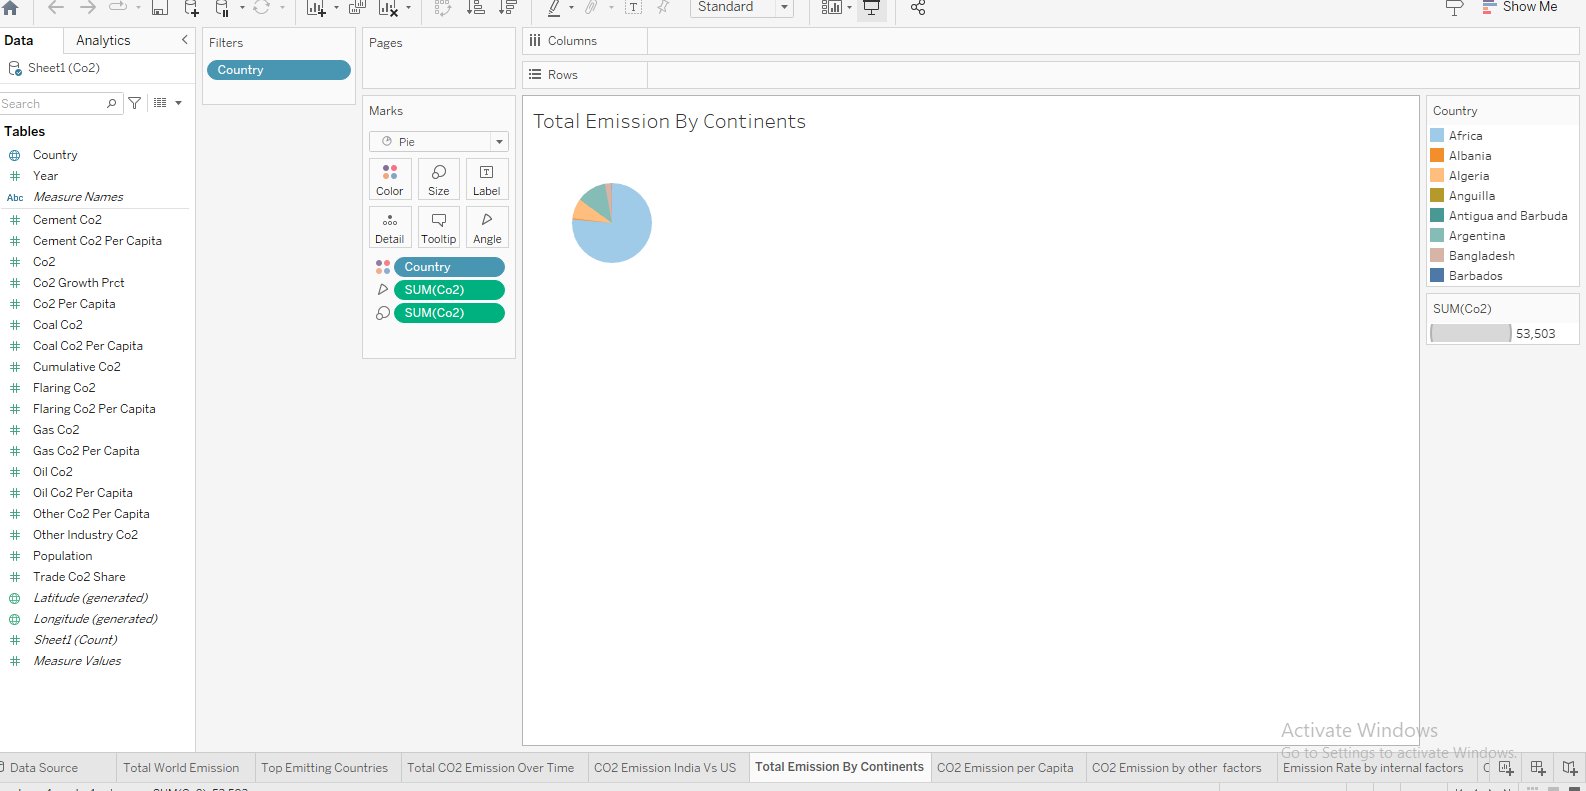 Standard
Show Me
Data
Analytics
Sheet1 (Co2)
Search
Tables
Country
Year
Abc Measure Names
Cement Co2
Cement Co2 Per Capita
Co2
Co2 Growth Prct
Co2 Per Capita
Coal Co2
Coal Co2 Per Capita
Cumulative Co2
Flaring Co2
Flaring Co2 Per Capita
Gas Co2
Gas Co2 Per Capita
Oil Co2
Oil Co2 Per Capita
Other Co2 Per Capita
Other Industry Co2
Population
Trade Co2 Share
Latitude (generated)
Longitude (generated)
Sheet1 (Count)
Measure Values
Filters
Country
Pages
Marks
Pie
Color
Size
Label
Detail
Tooltip
Angle
Country
SUM(Co2)
SUM(Co2)
Columns
Rows
Total Emission By Continents
Country
Africa
Albania
Algeria
Anguilla
Antigua and Barbuda
Argentina
Bangladesh
Barbados
SUM(Co2)
53,503
Activate Windows
Go to Settings to activate Windows.
Data Source
Total World Emission
Top Emitting Countries
Total CO2 Emission Over Time
CO2 Emission India Vs US
Total Emission By Continents
CO2 Emission per Capita
CO2 Emission by other factors
Emission Rate by internal factors